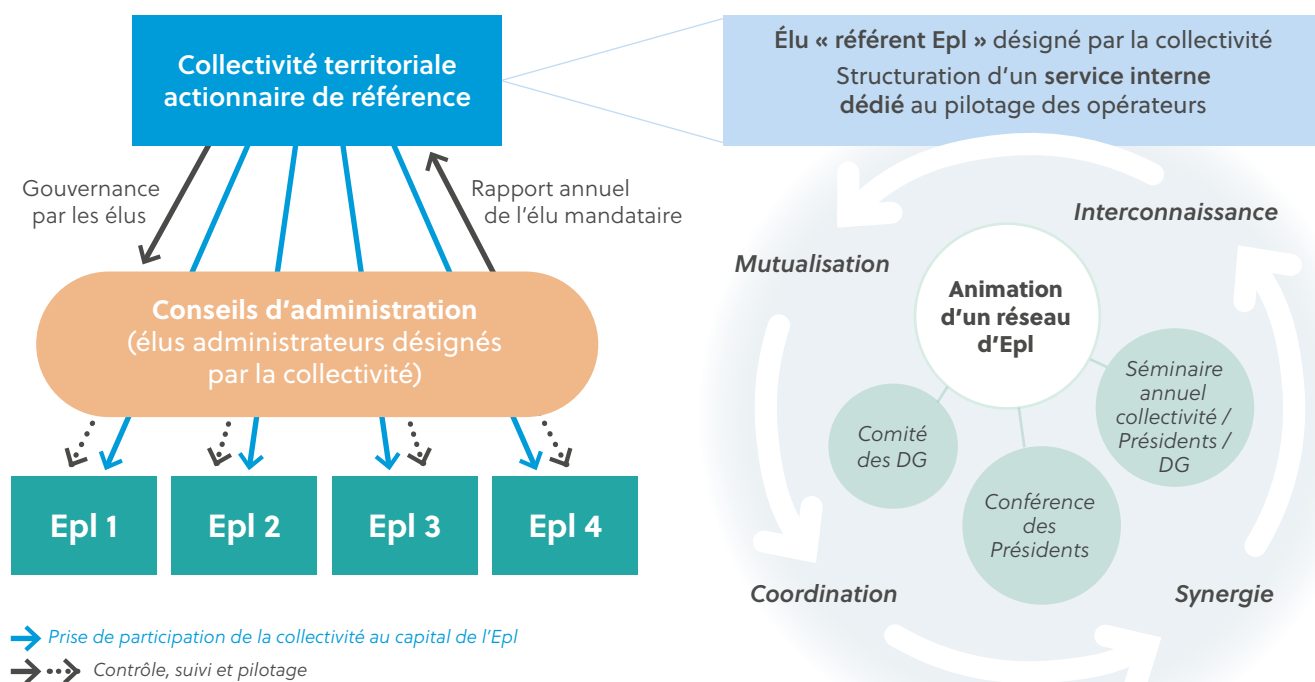 Collectivité territoriale
actionnaire de référence
Élu « référent Epl » désigné par la collectivité
Structuration d’un service interne
dédié au pilotage des opérateurs
Gouvernance
par les élus
Rapport annuel
de l’élu mandataire
Conseils d’administration
(élus administrateurs désignés
par la collectivité)
Epl 1
Epl 2
Epl 3
Epl 4
Prise de participation de la collectivité au capital de l’Epl
Contrôle, suivi et pilotage
Interconnaissance
Mutualisation
Animation
d’un réseau
d’Epl
Séminaire
annuel
collectivité /
Présidents /
DG
Comité
des DG
Conférence
des
Présidents
Coordination
Synergie